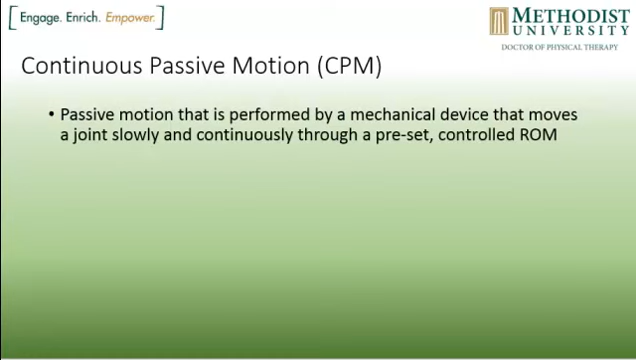 Engage. Enrich. Empower.
METHODIST
UNIVERSITY
DOCTOR OF PHYSICAL THERAPY
Continuous Passive Motion (CPM)
• Passive motion that is performed by a mechanical device that moves
a joint slowly and continuously through a pre-set, controlled ROM